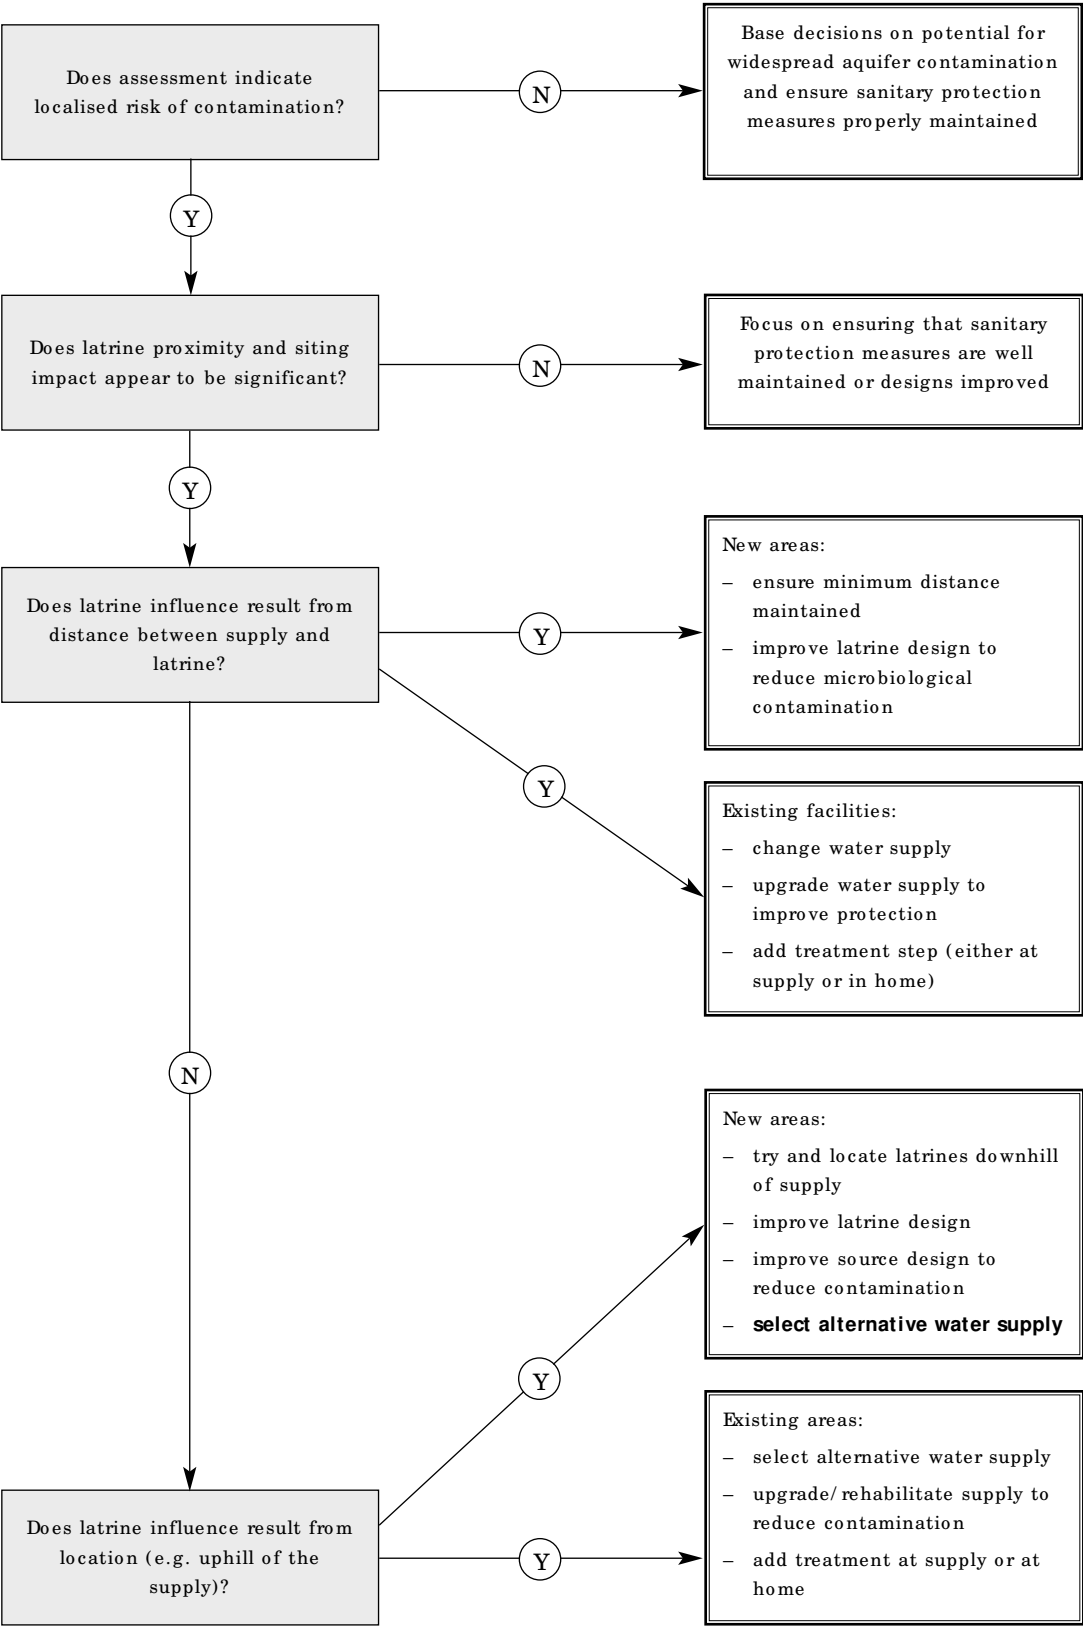 Does assessment indicate
localised risk of contamination?
N
Base decisions on potential for
widespread aquifer contamination
and ensure sanitary protection
measures properly maintained
Y
Does latrine proximity and siting
impact appear to be significant?
N
Focus on ensuring that sanitary
protection measures are well
maintained or designs improved
Y
Does latrine influence result from
distance between supply and
latrine?
Y
New areas:
– ensure minimum distance
maintained
– improve latrine design to
reduce microbiological
contamination
Y
Existing facilities:
– change water supply
– upgrade water supply to
improve protection
– add treatment step (either at
supply or in home)
N
Does latrine influence result from
location (e.g. uphill of the
supply)?
Y
New areas:
– try and locate latrines downhill
of supply
– improve latrine design
– improve source design to
reduce contamination
– select alternative water supply
Y
Existing areas:
– select alternative water supply
– upgrade/rehabilitate supply to
reduce contamination
– add treatment at supply or at
home